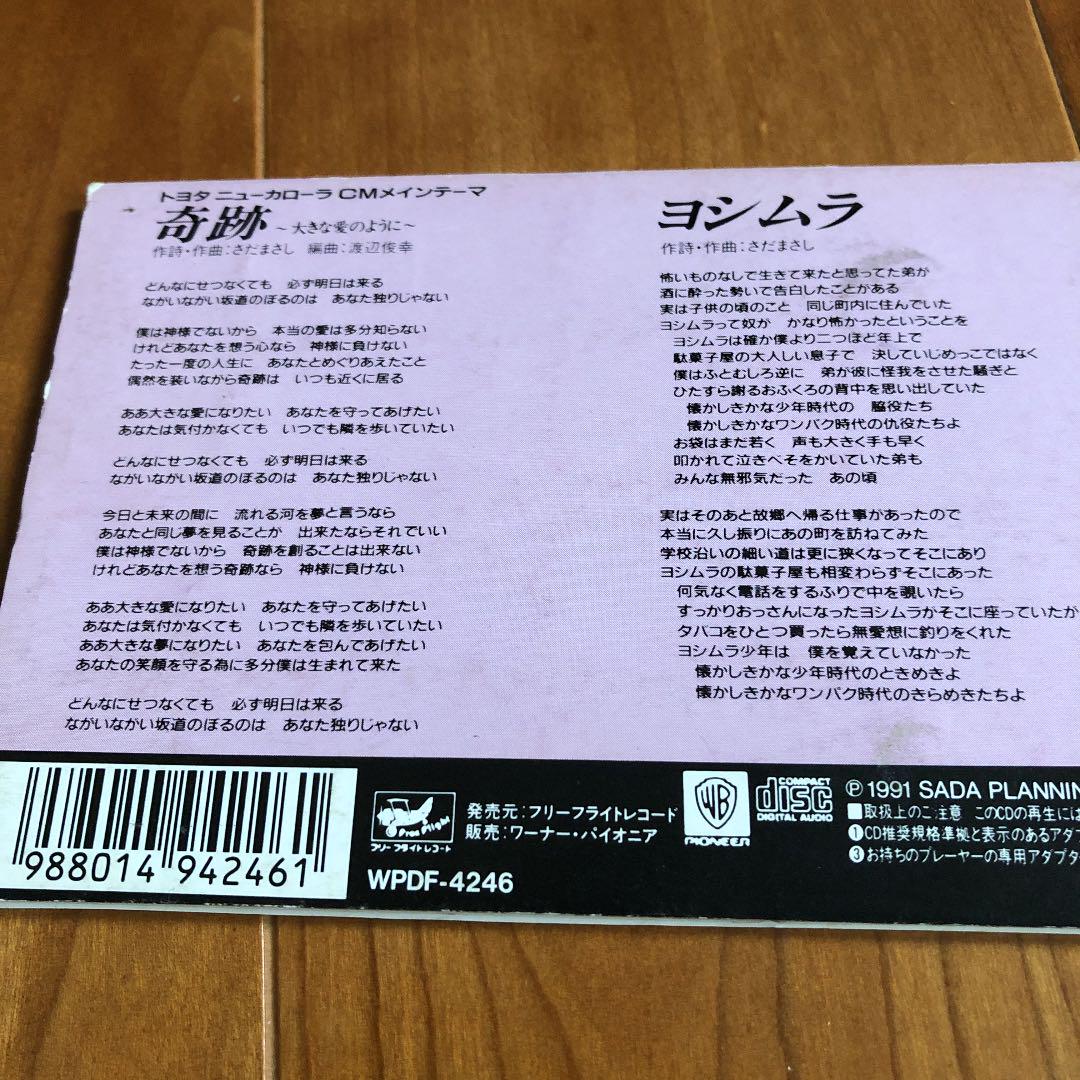 トヨタ ニューカローラ CMメインテーマ
奇跡 ～大きな愛のように～
作詩・作曲:さだまさし 編曲:渡辺俊幸
どんなにせつなくても 必ず明日は来る
ながいながい坂道のぼるのは あなた独りじゃない
僕は神様でないから 本当の愛は多分知らない
けれどあなたを想う心なら 神様に負けない
たった一度の人生に あなたとめぐりあえたこと
偶然を装いながら奇跡は いつも近くに居る
ああ大きな愛になりたい あなたを守ってあげたい
あなたは気付かなくても いつでも隣を歩いていたい
どんなにせつなくても 必ず明日は来る
ながいながい坂道のぼるのは あなた独りじゃない
今日と未来の間に 流れる河を夢と言うなら
あなたと同じ夢を見ることが 出来たならそれでいい
僕は神様でないから 奇跡を創ることは出来ない
けれどあなたを想う奇跡なら 神様に負けない
ああ大きな愛になりたい あなたを守ってあげたい
あなたは気付かなくても いつでも隣を歩いていたい
ああ大きな夢になりたい あなたを包んであげたい
あなたの笑顔を守る為に多分僕は生まれて来た
どんなにせつなくても 必ず明日は来る
ながいながい坂道のぼるのは あなた独りじゃない
ヨシムラ
作詩・作曲:さだまさし
怖いものなしで生きて来たと思ってた弟が
酒に酔った勢いで告白したことがある
実は子供の頃のこと 同じ町内に住んでいた
ヨシムラって奴が かなり怖かったということを
ヨシムラは確か僕より二つほど年上で
駄菓子屋の大人しい息子で 決していじめっこではなく
僕はふとむしろ逆に 弟が彼に怪我をさせた騒ぎと
ひたすら謝るおふくろの背中を思い出していた
懐かしきかな少年時代の 脇役たち
懐かしきかなワンパク時代の仇役たちよ
お袋はまだ若く 声も大きく手も早く
叩かれて泣きべそをかいていた弟も
みんな無邪気だった あの頃
実はそのあと故郷へ帰る仕事があったので
本当に久し振りにあの町を訪ねてみた
学校沿いの細い道は更に狭くなってそこにあり
ヨシムラの駄菓子屋も相変わらずそこにあった
何気なく電話をするふりで中を覗いたら
すっかりおっさんになったヨシムラがそこに座っていたが
タバコをひとつ買ったら無愛想に釣りをくれた
ヨシムラ少年は 僕を覚えていなかった
懐かしきかな少年時代のときめきよ
懐かしきかなワンパク時代のきらめきたちよ
988014 942461
Free Flight
フリーフライトレコード
発売元:フリーフライトレコード
販売:ワーナー・パイオニア
WPDF-4246
WB
PIONEER
COMPACT
disc
DIGITAL AUDIO
Ⓟ 1991 SADA PLANNIN
■取扱上のご注意 このCDの再生には
①CD推奨規格準拠と表示のあるアダプ
③お持ちのプレーヤーの専用アダプタ